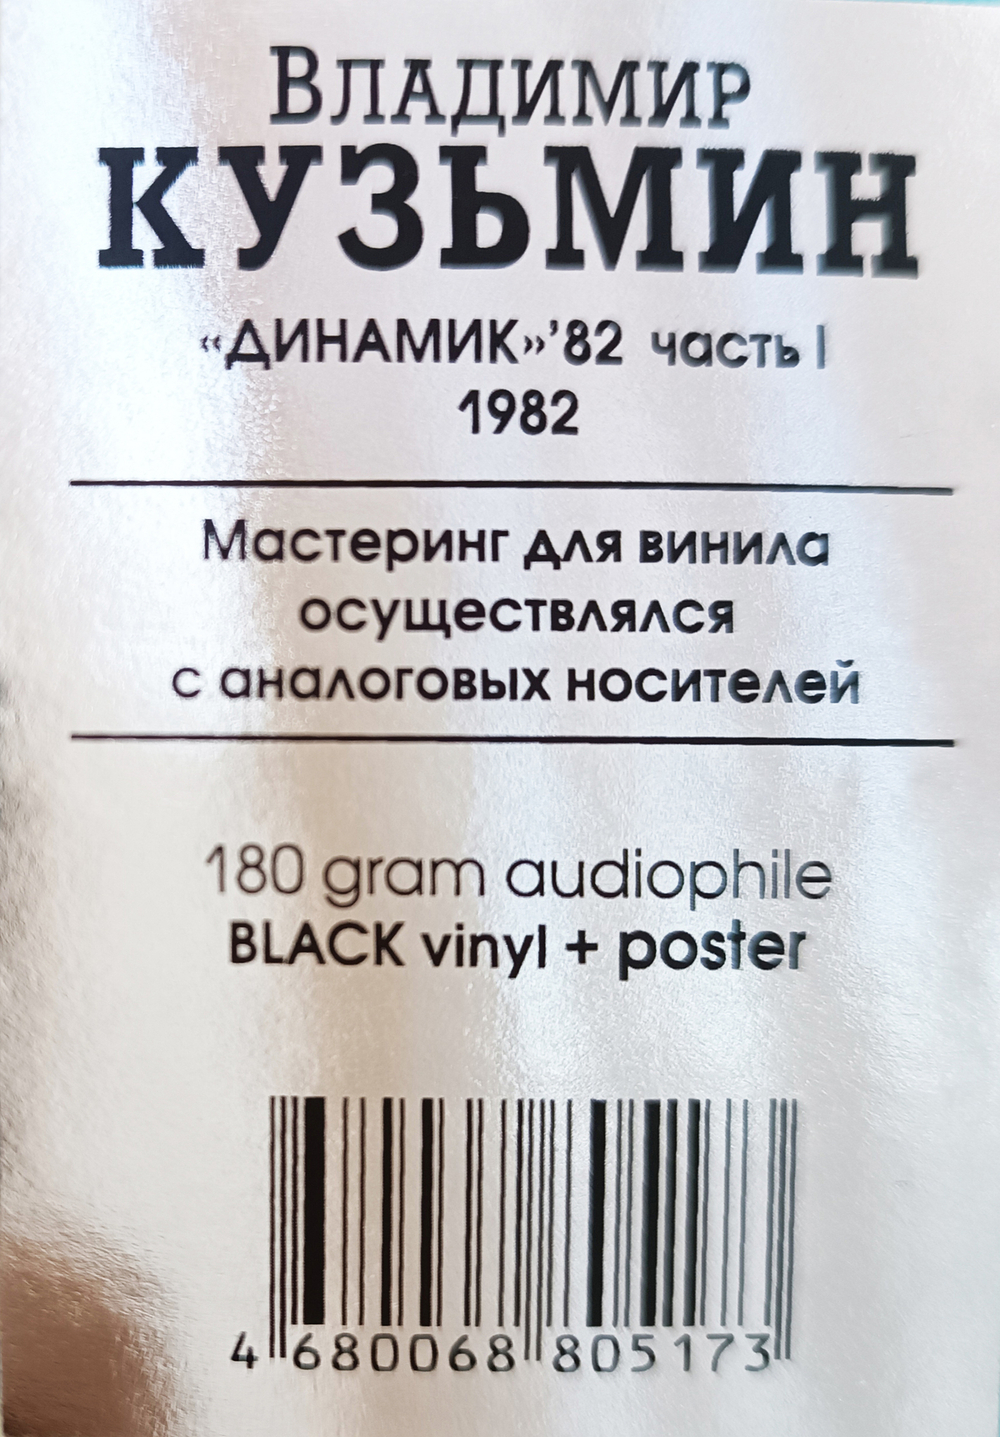 Владимир
КУЗЬМИН
«ДИНАМИК»'82 часть I
1982
Мастеринг для винила
осуществлялся
с аналоговых носителей
180 gram audiophile
BLACK vinyl + poster
4 680068 805173